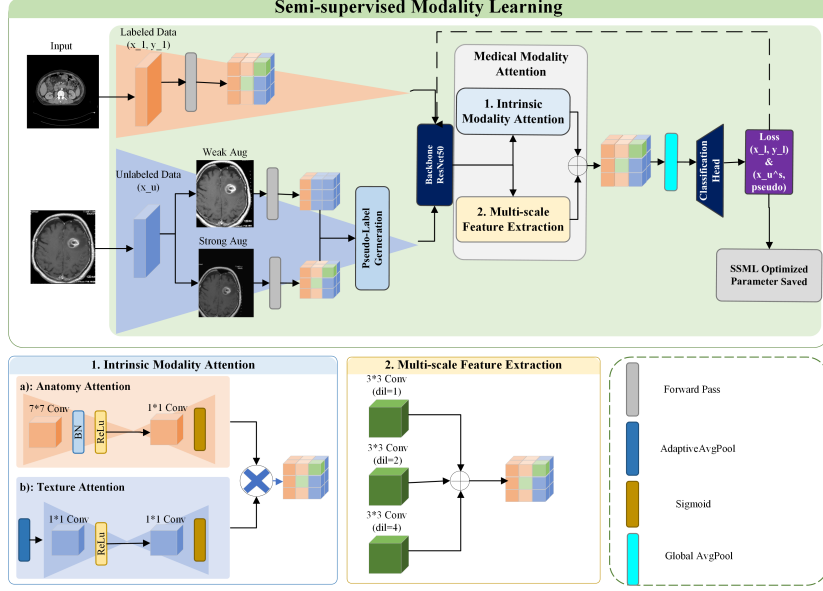 Semi-supervised Modality Learning
Input
Labeled Data
(x_l, y_l)
Unlabeled Data
(x_u)
Weak Aug
Strong Aug
Pseudo-Label
Gerneration
Backbone
ResNet50
Medical Modality
Attention
1. Intrinsic
Modality Attention
2. Multi-scale
Feature Extraction
Classification
Head
Loss
(x_l, y_l)
&
(x_u^s,
pseudo)
SSML Optimized
Parameter Saved
1. Intrinsic Modality Attention
a): Anatomy Attention
7*7 Conv
BN
ReLu
1*1 Conv
b): Texture Attention
1*1 Conv
ReLu
1*1 Conv
2. Multi-scale Feature Extraction
3*3 Conv
(dil=1)
3*3 Conv
(dil=2)
3*3 Conv
(dil=4)
Forward Pass
AdaptiveAvgPool
Sigmoid
Global AvgPool